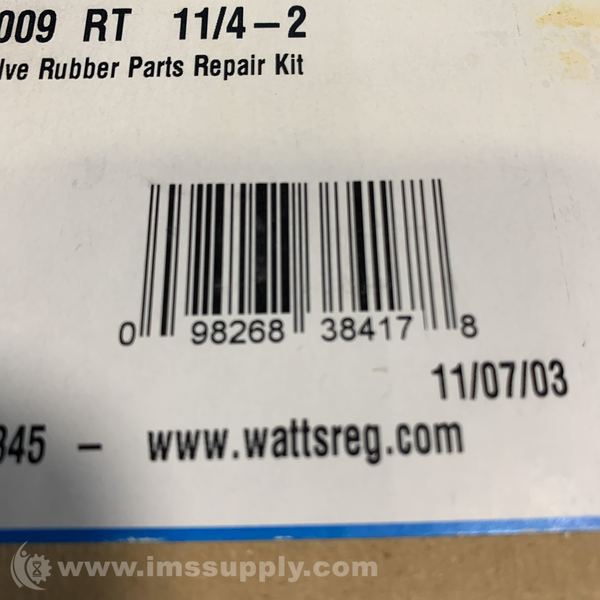 009 RT 11/4-2
lve Rubber Parts Repair Kit
0 98268 38417 8
11/07/03
345 - www.wattsreg.com
www.imssupply.com